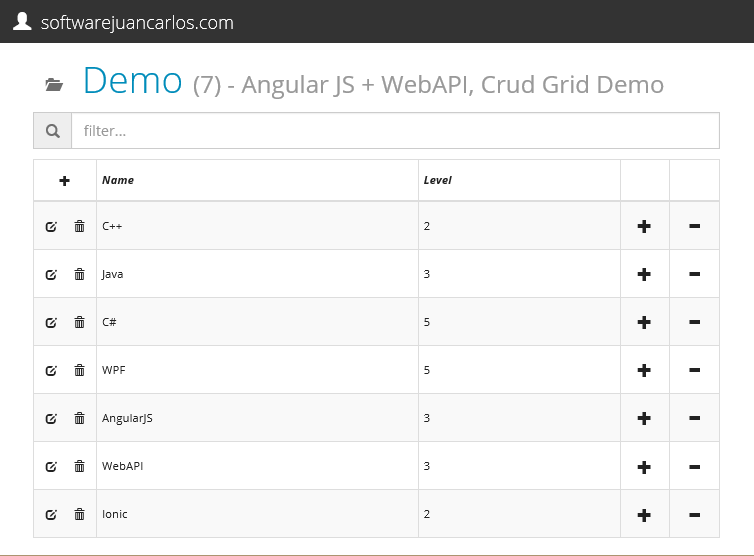 softwarejuancarlos.com
Demo (7) - Angular JS + WebAPI, Crud Grid Demo
filter...
Name Level
C++ 2
Java 3
C# 5
WPF 5
AngularJS 3
WebAPI 3
Ionic 2